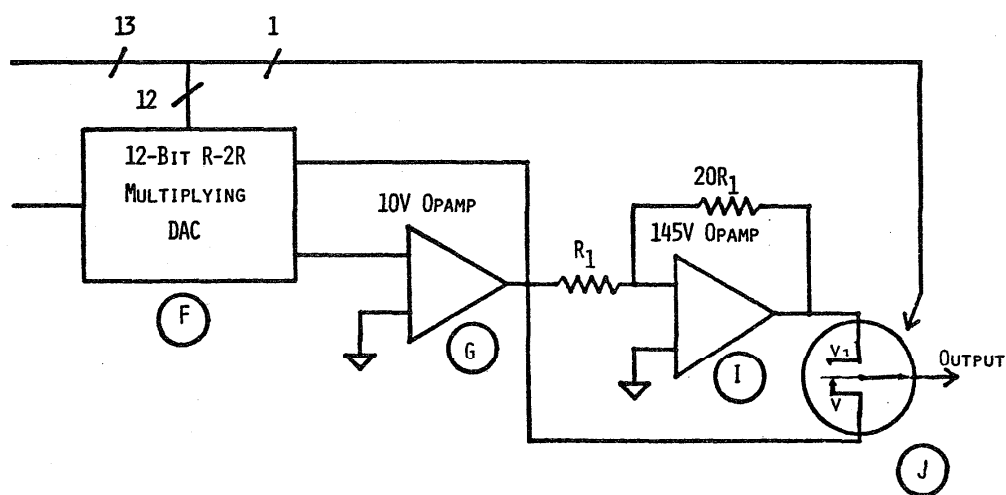 13
1
12
12-BIT R-2R
MULTIPLYING
DAC
10V OPAMP
20R1
145V OPAMP
R1
F
G
I
V1
V
OUTPUT
J